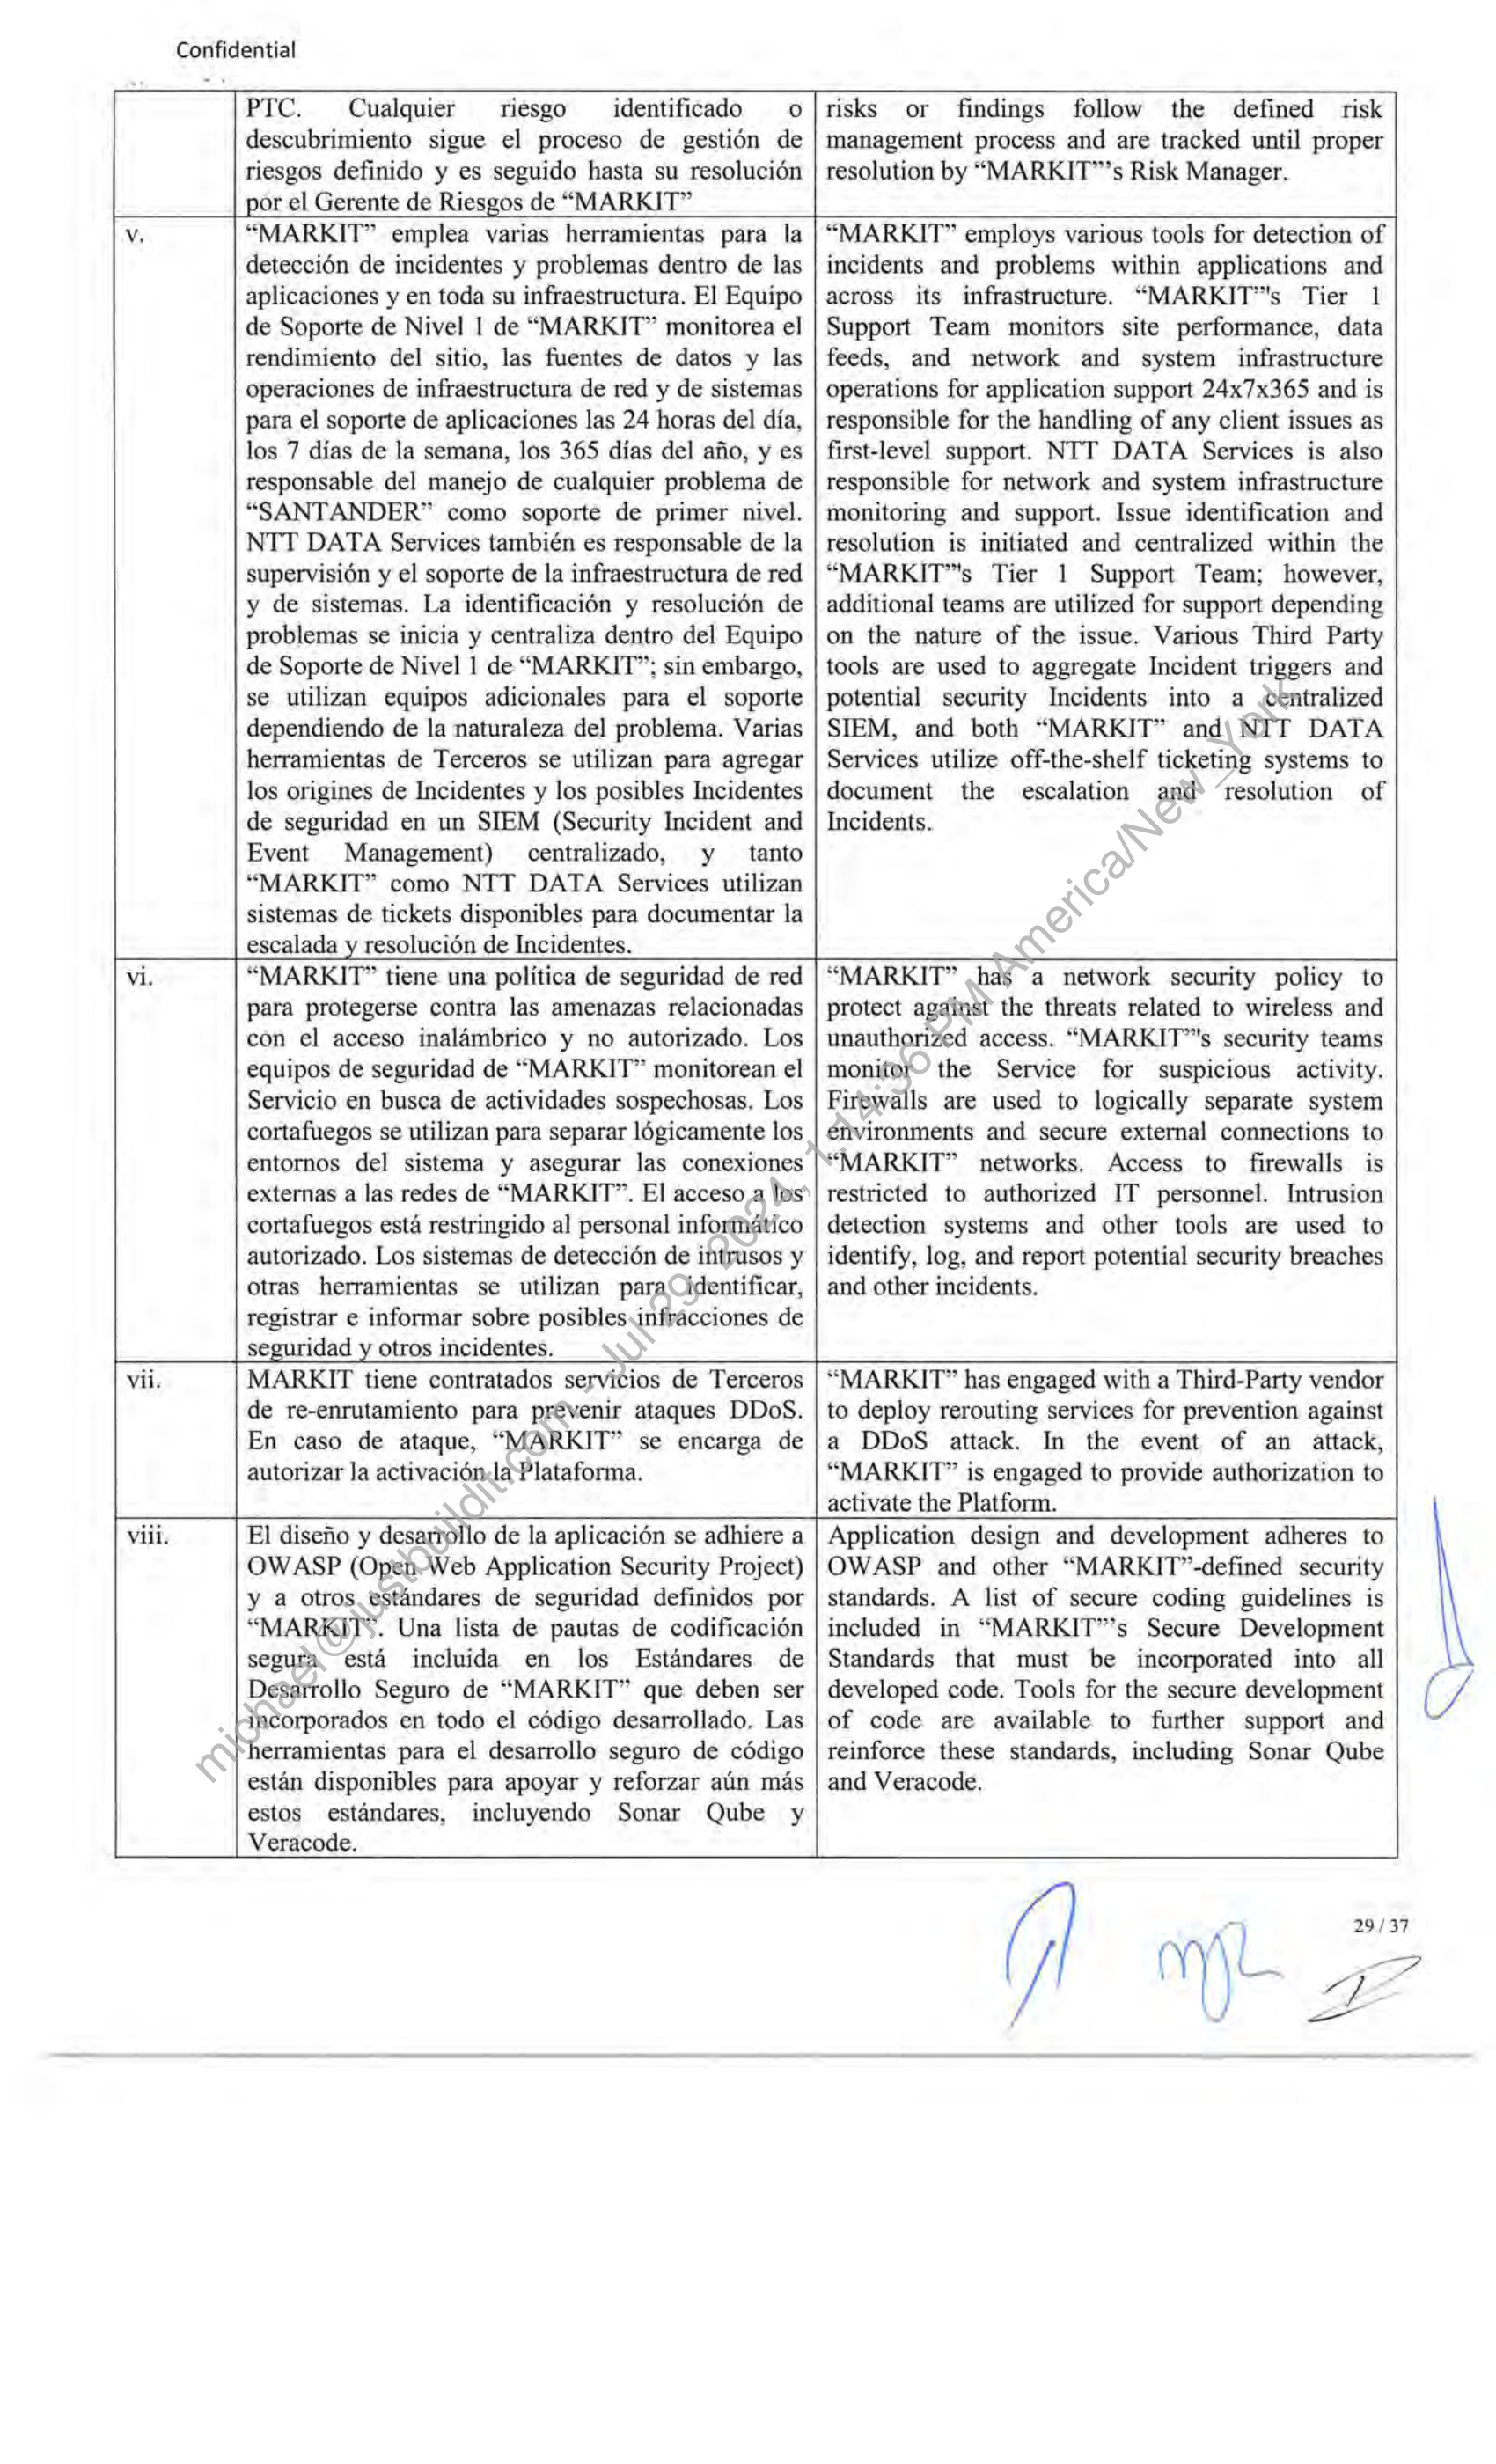 Confidential
PTC. Cualquier riesgo identificado o
descubrimiento sigue el proceso de gestión de
riesgos definido y es seguido hasta su resolución
por el Gerente de Riesgos de “MARKIT”
risks or findings follow the defined risk
management process and are tracked until proper
resolution by “MARKIT”'s Risk Manager.
v.
“MARKIT” emplea varias herramientas para la
detección de incidentes y problemas dentro de las
aplicaciones y en toda su infraestructura. El Equipo
de Soporte de Nivel 1 de “MARKIT” monitorea el
rendimiento del sitio, las fuentes de datos y las
operaciones de infraestructura de red y de sistemas
para el soporte de aplicaciones las 24 horas del día,
los 7 días de la semana, los 365 días del año, y es
responsable del manejo de cualquier problema de
“SANTANDER” como soporte de primer nivel.
NTT DATA Services también es responsable de la
supervisión y el soporte de la infraestructura de red
y de sistemas. La identificación y resolución de
problemas se inicia y centraliza dentro del Equipo
de Soporte de Nivel 1 de “MARKIT”; sin embargo,
se utilizan equipos adicionales para el soporte
dependiendo de la naturaleza del problema. Varias
herramientas de Terceros se utilizan para agregar
los origines de Incidentes y los posibles Incidentes
de seguridad en un SIEM (Security Incident and
Event Management) centralizado, y tanto
“MARKIT” como NTT DATA Services utilizan
sistemas de tickets disponibles para documentar la
escalada y resolución de Incidentes.
“MARKIT” employs various tools for detection of
incidents and problems within applications and
across its infrastructure. “MARKIT”'s Tier 1
Support Team monitors site performance, data
feeds, and network and system infrastructure
operations for application support 24x7x365 and is
responsible for the handling of any client issues as
first-level support. NTT DATA Services is also
responsible for network and system infrastructure
monitoring and support. Issue identification and
resolution is initiated and centralized within the
“MARKIT”'s Tier 1 Support Team; however,
additional teams are utilized for support depending
on the nature of the issue. Various Third Party
tools are used to aggregate Incident triggers and
potential security Incidents into a centralized
SIEM, and both “MARKIT” and NTT DATA
Services utilize off-the-shelf ticketing systems to
document the escalation and resolution of
Incidents.
vi.
“MARKIT” tiene una política de seguridad de red
para protegerse contra las amenazas relacionadas
con el acceso inalámbrico y no autorizado. Los
equipos de seguridad de “MARKIT” monitorean el
Servicio en busca de actividades sospechosas. Los
cortafuegos se utilizan para separar lógicamente los
entornos del sistema y asegurar las conexiones
externas a las redes de “MARKIT”. El acceso a los
cortafuegos está restringido al personal informático
autorizado. Los sistemas de detección de intrusos y
otras herramientas se utilizan para identificar,
registrar e informar sobre posibles infracciones de
seguridad y otros incidentes.
“MARKIT” has a network security policy to
protect against the threats related to wireless and
unauthorized access. “MARKIT”'s security teams
monitor the Service for suspicious activity.
Firewalls are used to logically separate system
environments and secure external connections to
“MARKIT” networks. Access to firewalls is
restricted to authorized IT personnel. Intrusion
detection systems and other tools are used to
identify, log, and report potential security breaches
and other incidents.
vii.
MARKIT tiene contratados servicios de Terceros
de re-enrutamiento para prevenir ataques DDoS.
En caso de ataque, “MARKIT” se encarga de
autorizar la activación la Plataforma.
“MARKIT” has engaged with a Third-Party vendor
to deploy rerouting services for prevention against
a DDoS attack. In the event of an attack,
“MARKIT” is engaged to provide authorization to
activate the Platform.
viii.
El diseño y desarrollo de la aplicación se adhiere a
OWASP (Open Web Application Security Project)
y a otros estándares de seguridad definidos por
“MARKIT”. Una lista de pautas de codificación
segura está incluida en los Estándares de
Desarrollo Seguro de “MARKIT” que deben ser
incorporados en todo el código desarrollado. Las
herramientas para el desarrollo seguro de código
están disponibles para apoyar y reforzar aún más
estos estándares, incluyendo Sonar Qube y
Veracode.
Application design and development adheres to
OWASP and other “MARKIT”-defined security
standards. A list of secure coding guidelines is
included in “MARKIT”'s Secure Development
Standards that must be incorporated into all
developed code. Tools for the secure development
of code are available to further support and
reinforce these standards, including Sonar Qube
and Veracode.
29 / 37
michael@justbuildit.com - Jul 29, 2024, 1:14:36 PM America/New_York